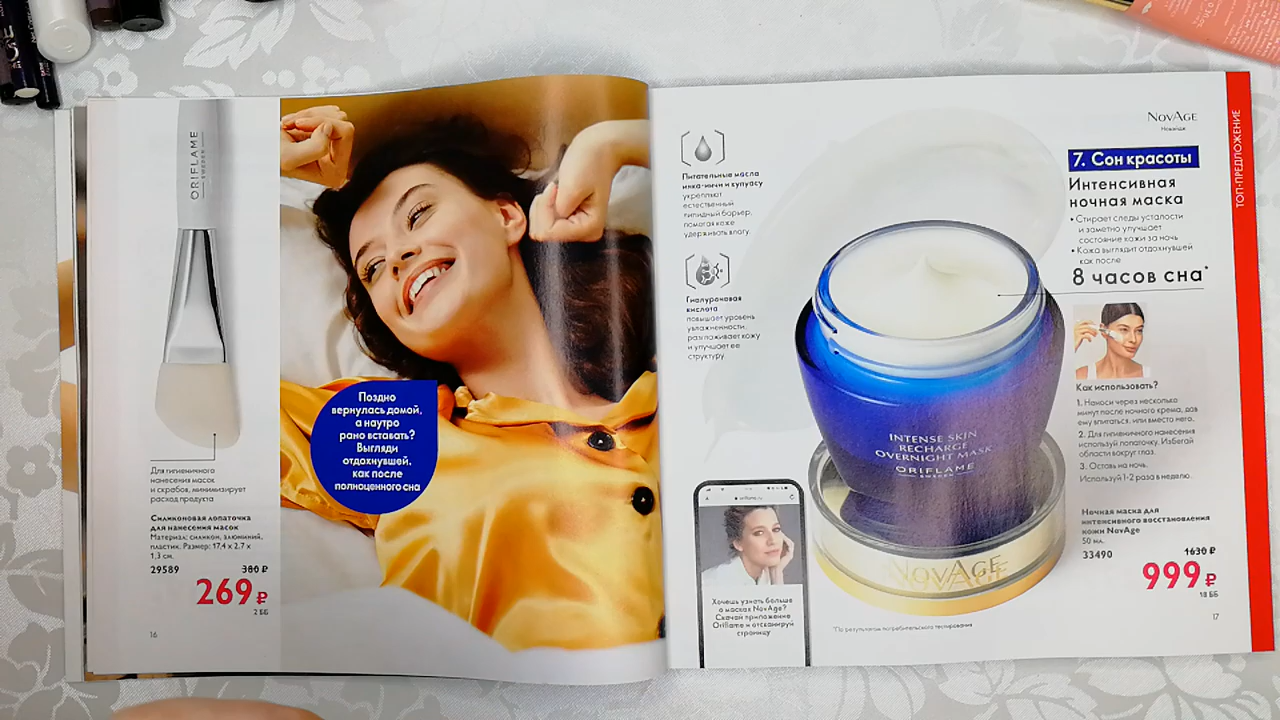 ORIFLAME
SWEDEN
Для гигиеничного
нанесения масок
и скрабов, минимизирует
расход продукта
Силиконовая лопаточка
для нанесения масок
Материал: силикон, алюминий,
пластик. Размер: 17,4 x 2,7 x
1,3 см.
29589
380 ₽
269 ₽
2 ББ
16
Поздно
вернулась домой,
а наутро
рано вставать?
Выгляди
отдохнувшей,
как после
полноценного сна
Питательные масла
инка-инчи и купуасу
укрепляют
естественный
липидный барьер,
помогая коже
удерживать влагу.
Гиалуроновая
кислота
повышает уровень
увлажненности,
разглаживает кожу
и улучшает ее
структуру.
oriflame.ru
Хочешь узнать больше
о масках NovAge?
Скачай приложение
Oriflame и отсканируй
страницу
INTENSE SKIN
RECHARGE
OVERNIGHT MASK
ORIFLAME
SWEDEN
NOVAGE
*По результатам потребительского тестирования
NOVAGE
Новэйдж
ТОП-ПРЕДЛОЖЕНИЕ
7. Сон красоты
Интенсивная
ночная маска
• Стирает следы усталости
и заметно улучшает
состояние кожи за ночь
• Кожа выглядит отдохнувшей
как после
8 часов сна*
Как использовать?
1. Наноси через несколько
минут после ночного крема, дав
ему впитаться, или вместо него.
2. Для гигиеничного нанесения
используй лопатку. Избегай
области вокруг глаз.
3. Оставь на ночь.
Используй 1-2 раза в неделю.
Ночная маска для
интенсивного восстановления
кожи NovAge
50 мл.
33490
1630 ₽
999 ₽
18 ББ
17